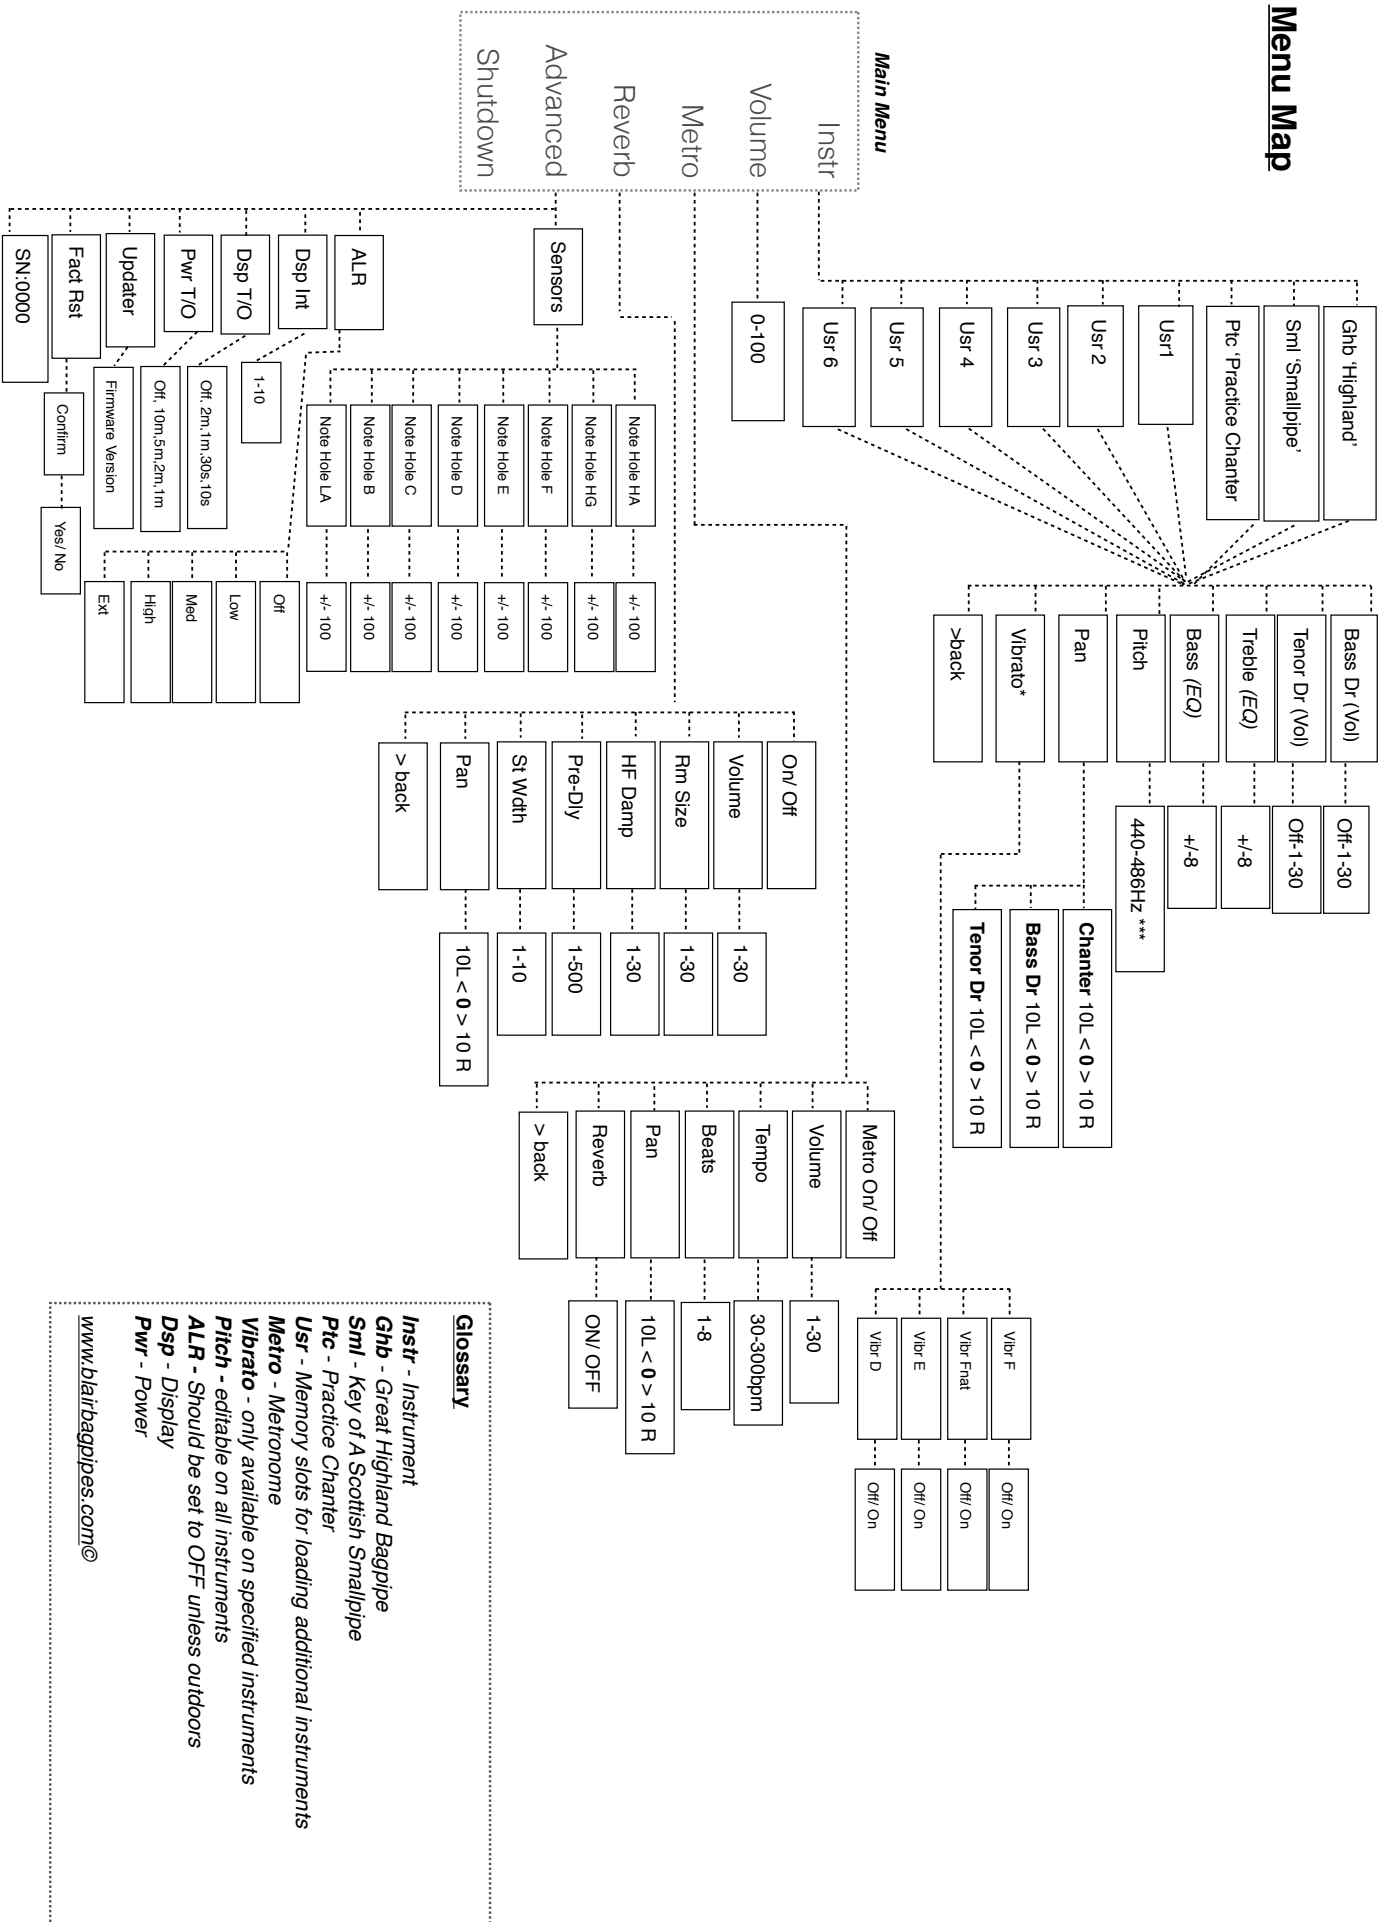 Menu Map
Main Menu
Instr
Volume
Metro
Reverb
Advanced
Shutdown
Ghb ‘Highland’
Sml ‘Smallpipe’
Ptc ‘Practice Chanter
Usr1
Usr 2
Usr 3
Usr 4
Usr 5
Usr 6
Bass Dr (Vol)
Off-1-30
Tenor Dr (Vol)
Off-1-30
Treble (EQ)
+/-8
Bass (EQ)
+/-8
Pitch
440-486Hz ***
Pan
Chanter 10L < 0 > 10 R
Bass Dr 10L < 0 > 10 R
Tenor Dr 10L < 0 > 10 R
Vibrato*
Vibr F
Off/ On
Vibr Fnat
Off/ On
Vibr E
Off/ On
Vibr D
Off/ On
>back
0-100
Metro On/ Off
Volume
1-30
Tempo
30-300bpm
Beats
1-8
Pan
10L < 0 > 10 R
Reverb
ON/ OFF
> back
On/ Off
Volume
1-30
Rm Size
1-30
HF Damp
1-30
Pre-Dly
1-500
St Wdth
1-10
Pan
10L < 0 > 10 R
> back
Sensors
Note Hole HA
+/- 100
Note Hole HG
+/- 100
Note Hole F
+/- 100
Note Hole E
+/- 100
Note Hole D
+/- 100
Note Hole C
+/- 100
Note Hole B
+/- 100
Note Hole LA
+/- 100
ALR
Off
Low
Med
High
Ext
Dsp Int
1-10
Dsp T/O
Off, 2m,1m,30s,10s
Pwr T/O
Off, 10m,5m,2m,1m
Updater
Firmware Version
Fact Rst
Confirm
Yes/ No
SN:0000
Glossary
Instr - Instrument
Ghb - Great Highland Bagpipe
Sml - Key of A Scottish Smallpipe
Ptc - Practice Chanter
Usr - Memory slots for loading additional instruments
Metro - Metronome
Vibrato - only available on specified instruments
Pitch - editable on all instruments
ALR - Should be set to OFF unless outdoors
Dsp - Display
Pwr - Power
www.blairbagpipes.com©